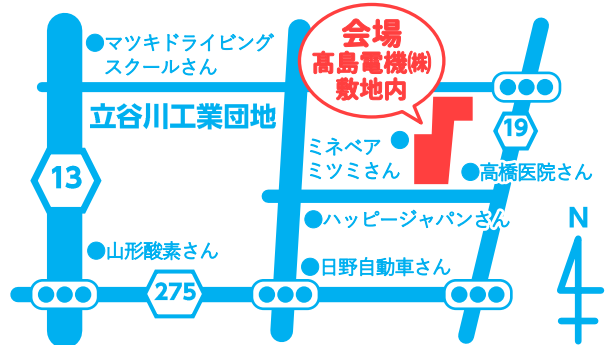 会場
髙島電機㈱
敷地内
マツキドライビング
スクールさん
立谷川工業団地
19
ミネベア
ミツミさん
高橋医院さん
13
ハッピージャパンさん
山形酸素さん
日野自動車さん
275
N